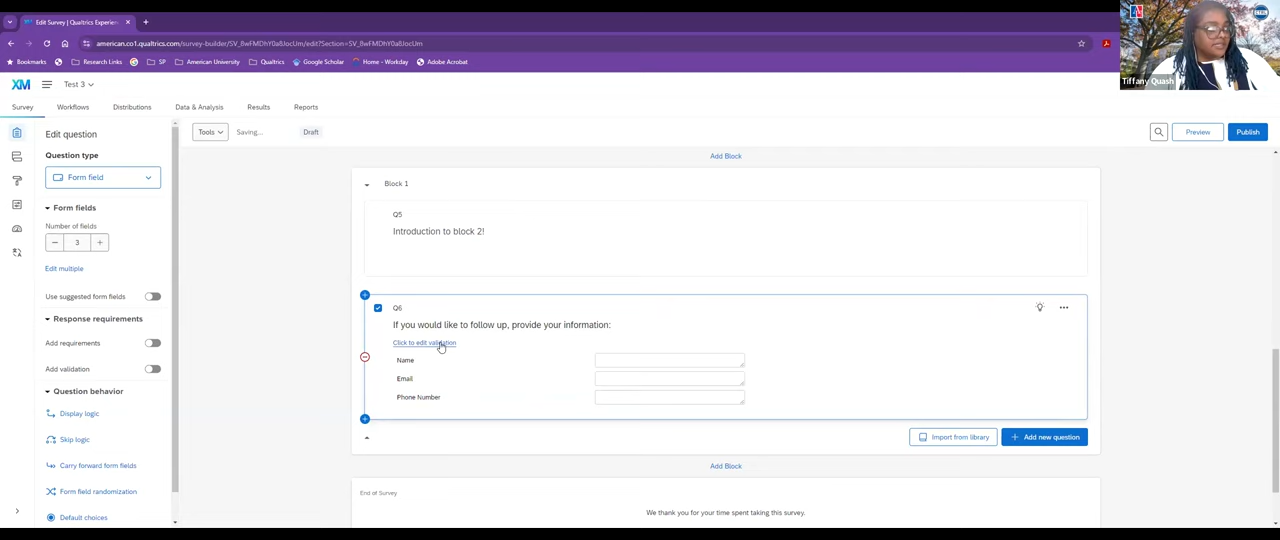 Edit Survey | Qualtrics Experien
american.co1.qualtrics.com/survey-builder/SV_8wFMDhY0a8JocUm/edit?Section=SV_8wFMDhY0a8JocUm
Bookmarks Research Links SP American University Qualtrics Google Scholar Home - Workday Adobe Acrobat
Tiffany Quash
XM Test 3
Survey Workflows Distributions Data & Analysis Results Reports
Edit question
Tools Saving... Draft Preview Publish
Question type
Form field
Form fields
Number of fields
3
Edit multiple
Use suggested form fields
Response requirements
Add requirements
Add validation
Question behavior
Display logic
Skip logic
Carry forward form fields
Form field randomization
Default choices
Add Block
Block 1
Q5
Introduction to block 2!
Q6
If you would like to follow up, provide your information:
Click to edit validation
Name
Email
Phone Number
Import from library Add new question
Add Block
End of Survey
We thank you for your time spent taking this survey.